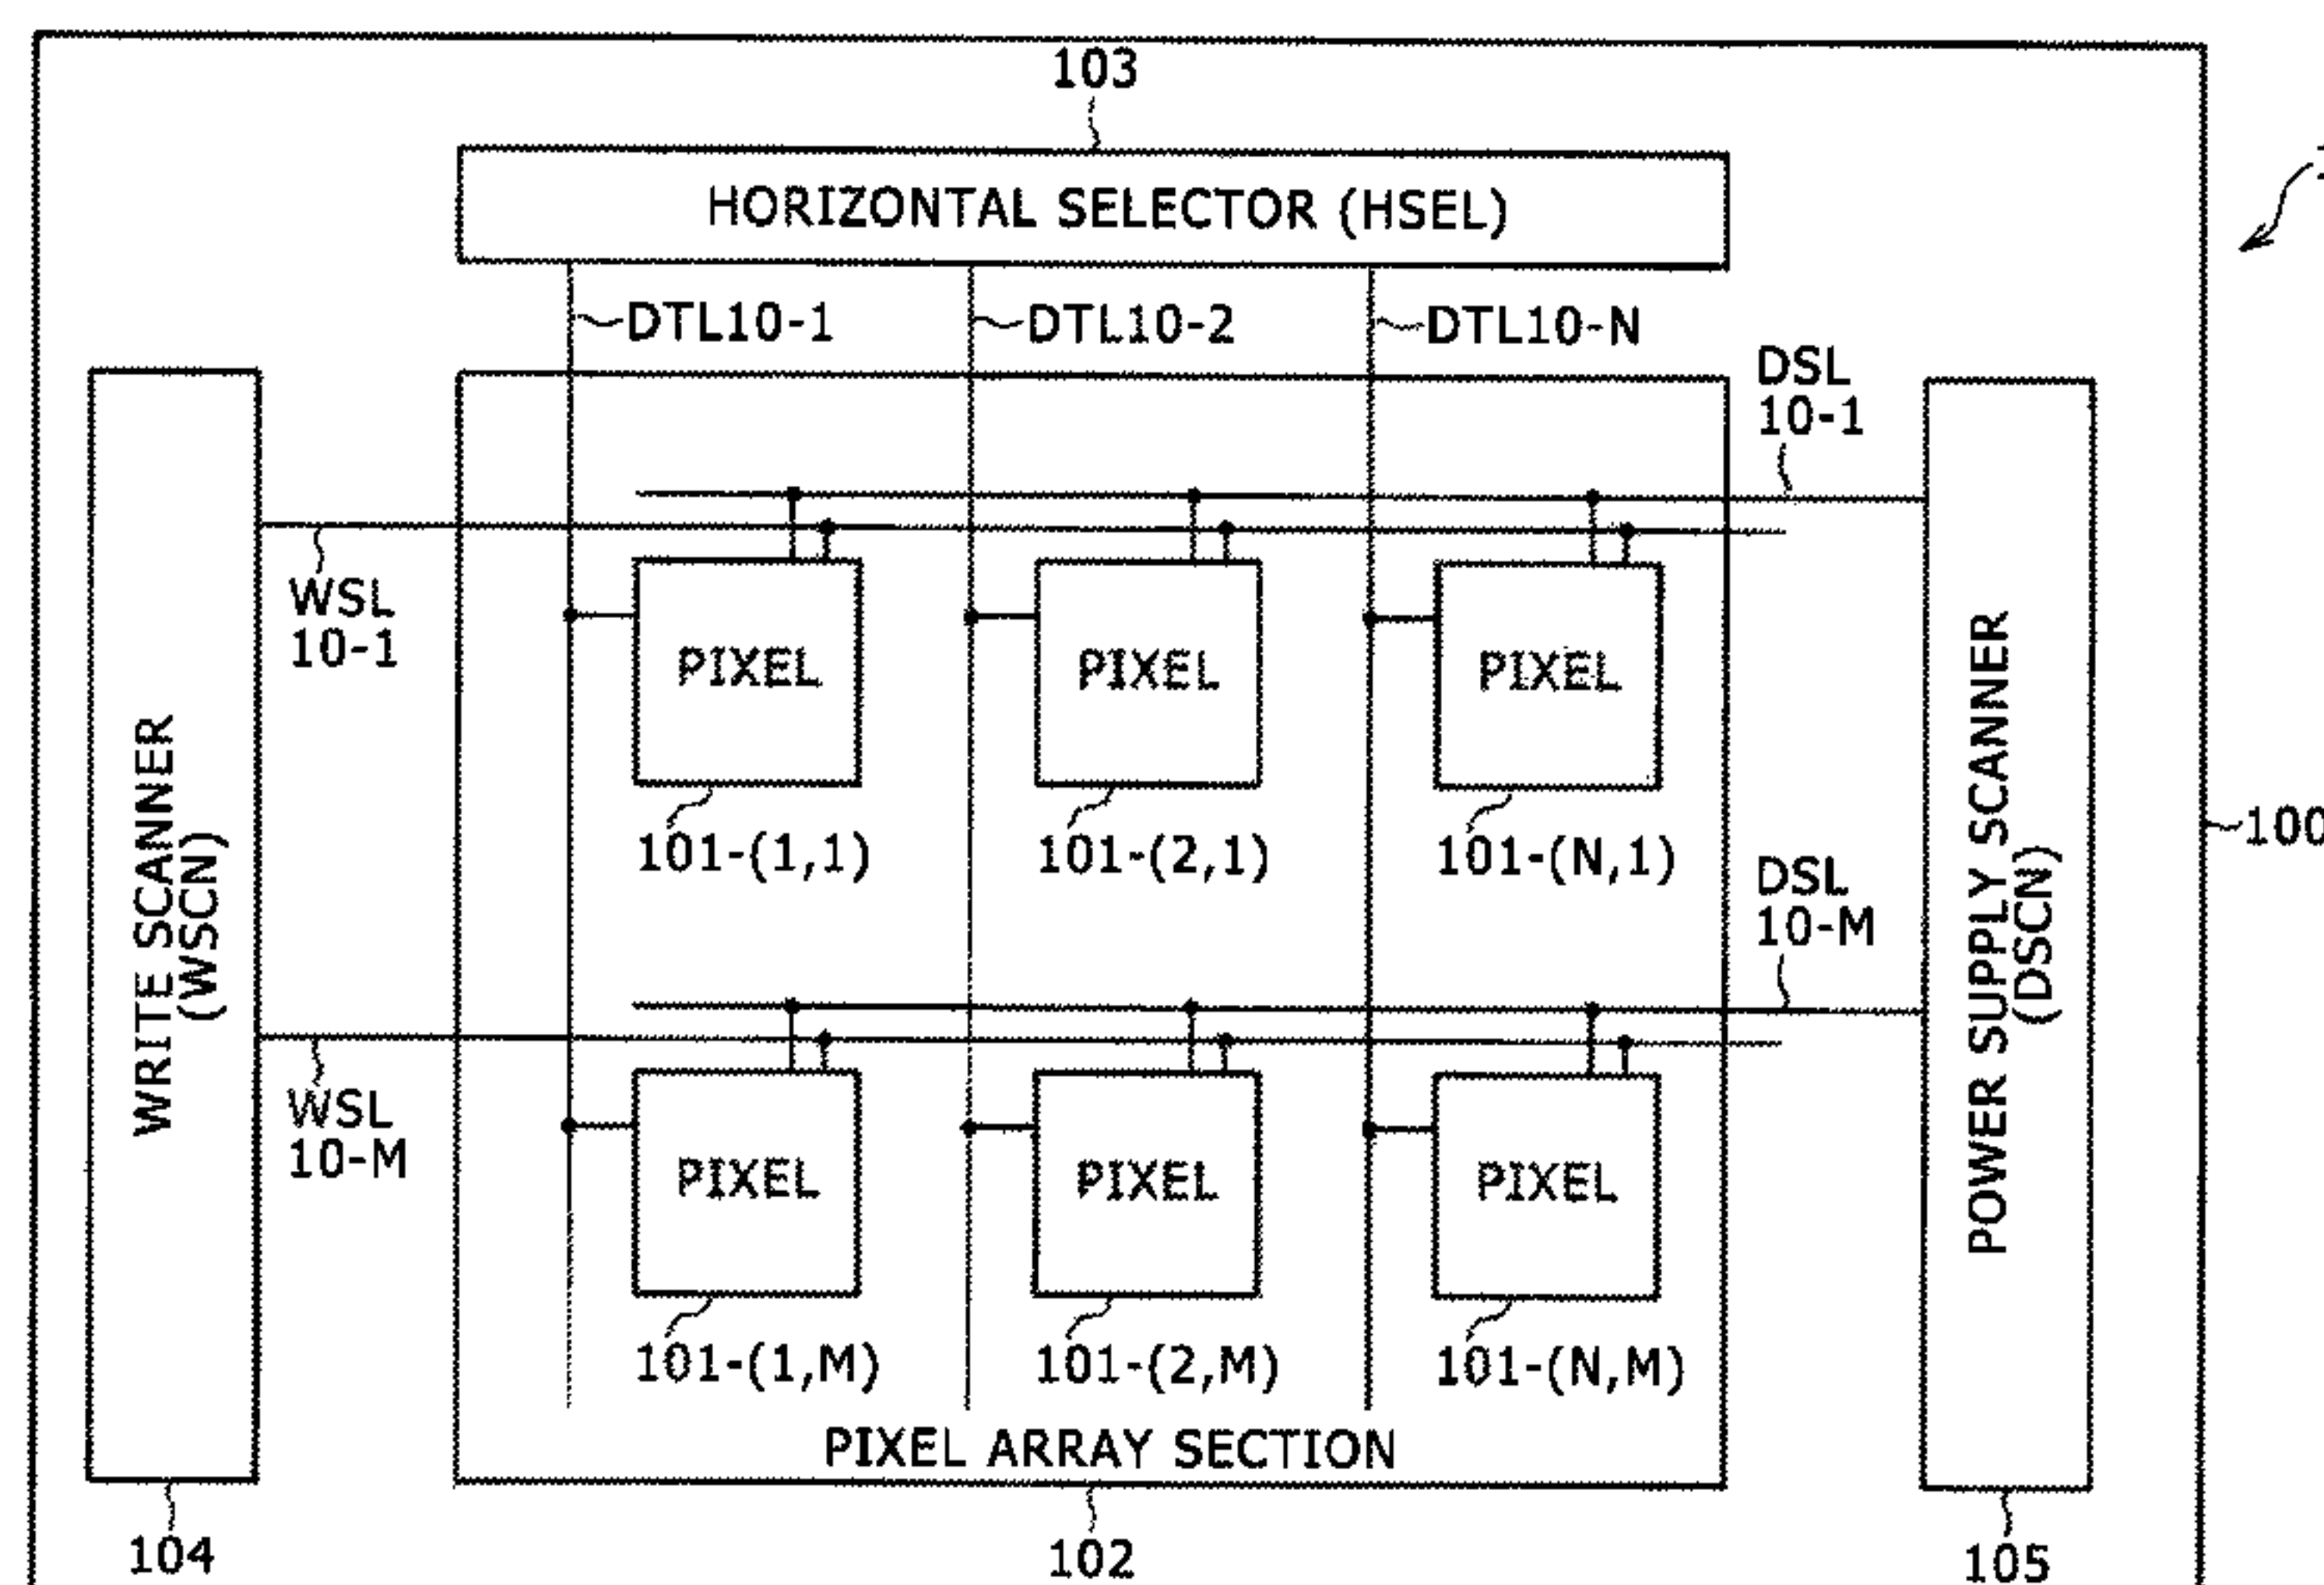 103
HORIZONTAL SELECTOR (HSEL)
DTL10-1
DTL10-2
DTL10-N
DSL
10-1
WSL
10-1
PIXEL
PIXEL
PIXEL
101-(1,1)
101-(2,1)
101-(N,1)
100
DSL
10-M
WRITE SCANNER
(WSCN)
POWER SUPPLY SCANNER
(DSCN)
WSL
10-M
PIXEL
PIXEL
PIXEL
101-(1,M)
101-(2,M)
101-(N,M)
PIXEL ARRAY SECTION
104
102
105